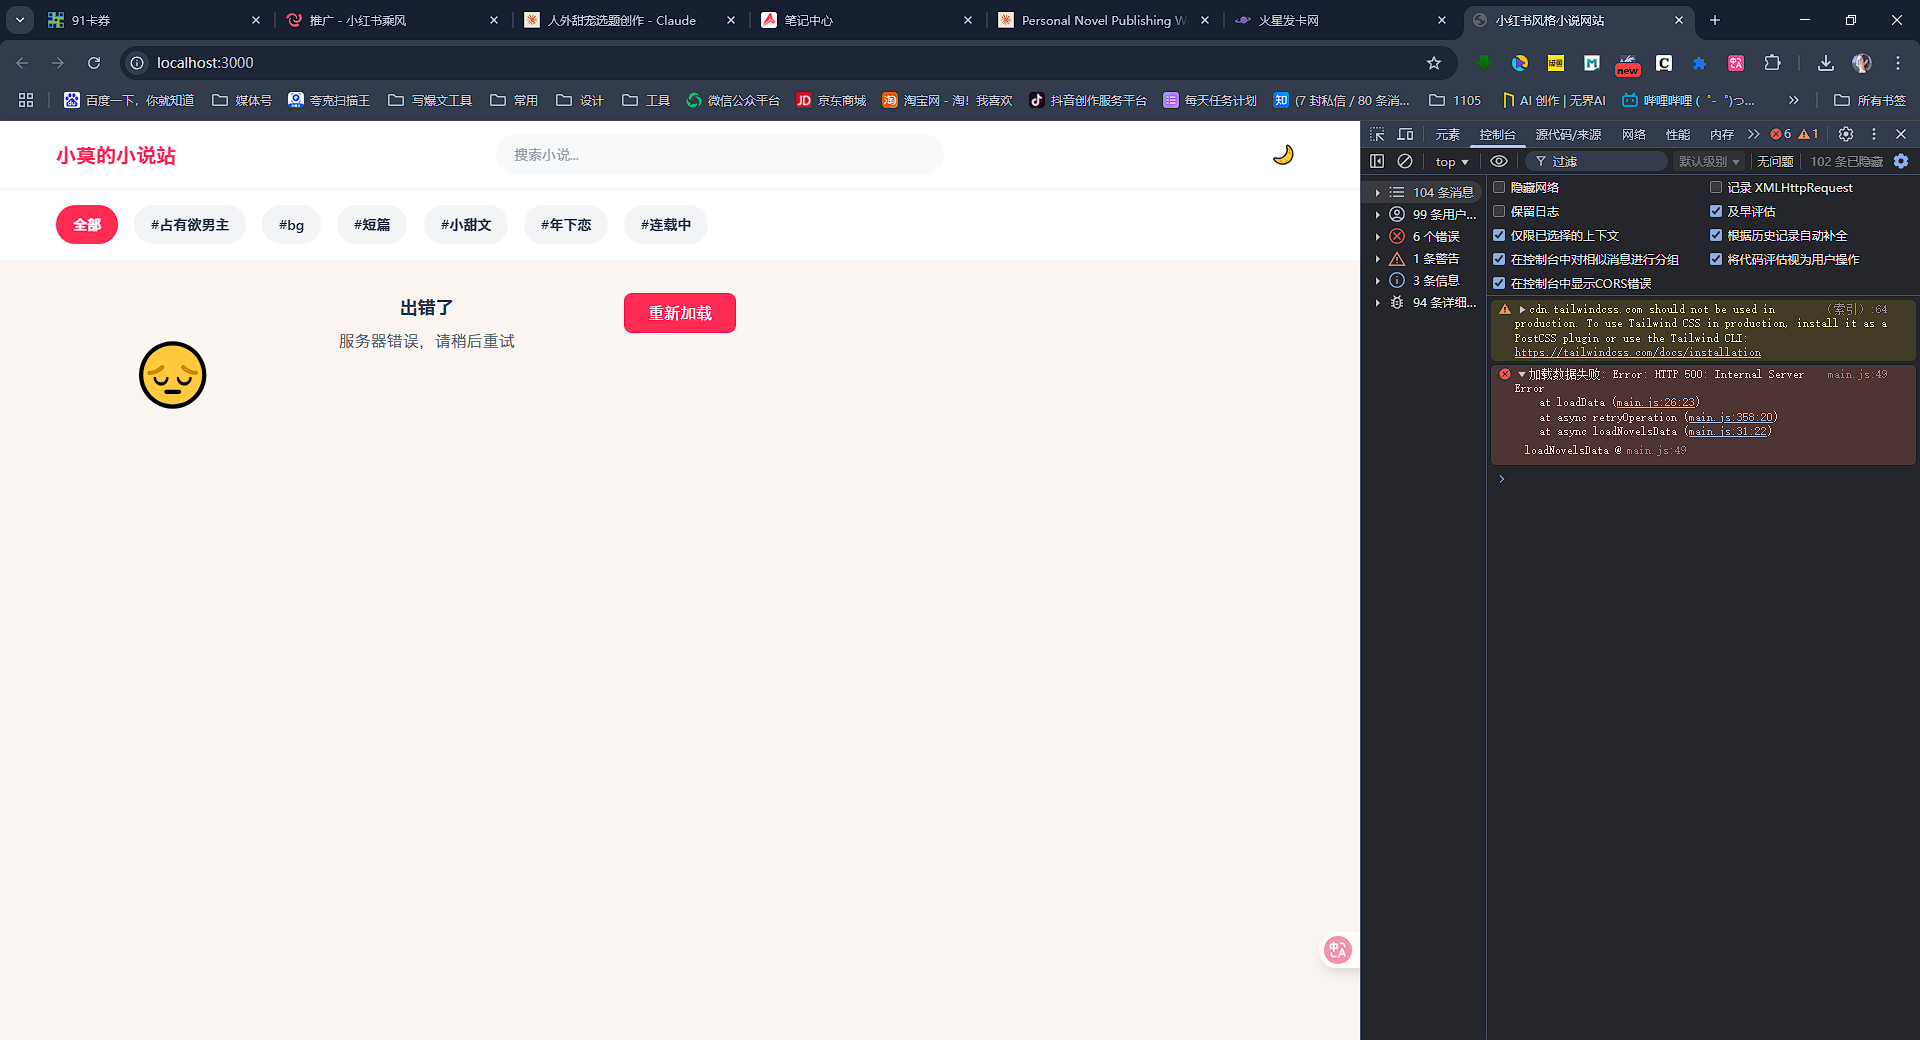 91卡券
推广 - 小红书乘风
人外甜宠选题创作 - Claude
笔记中心
Personal Novel Publishing W
火星发卡网
小红书风格小说网站
localhost:3000
new
百度一下，你就知道
媒体号
夸克扫描王
写爆文工具
常用
设计
工具
微信公众平台
JD 京东商城
淘 淘宝网 - 淘！我喜欢
抖音创作服务平台
每天任务计划
知 (7 封私信 / 80 条消...
1105
AI 创作 | 无界AI
哔哩哔哩 ( ゜- ゜)つ...
所有书签
小莫的小说站
搜索小说...
全部
#占有欲男主
#bg
#短篇
#小甜文
#年下恋
#连载中
出错了
服务器错误，请稍后重试
重新加载
元素
控制台
源代码/来源
网络
性能
内存
6
1
top
过滤
默认级别
无问题
102 条已隐藏
104 条消息
99 条用户...
6 个错误
1 条警告
3 条信息
94 条详细...
隐藏网络
记录 XMLHttpRequest
保留日志
及早评估
仅限已选择的上下文
根据历史记录自动补全
在控制台中对相似消息进行分组
将代码评估视为用户操作
在控制台中显示CORS错误
cdn.tailwindcss.com should not be used in （索引）:64
production. To use Tailwind CSS in production, install it as a
PostCSS plugin or use the Tailwind CLI:
https://tailwindcss.com/docs/installation
加载数据失败: Error: HTTP 500: Internal Server main.js:49
Error
at loadData (main.js:26:23)
at async retryOperation (main.js:358:20)
at async loadNovelsData (main.js:31:22)
loadNovelsData @ main.js:49